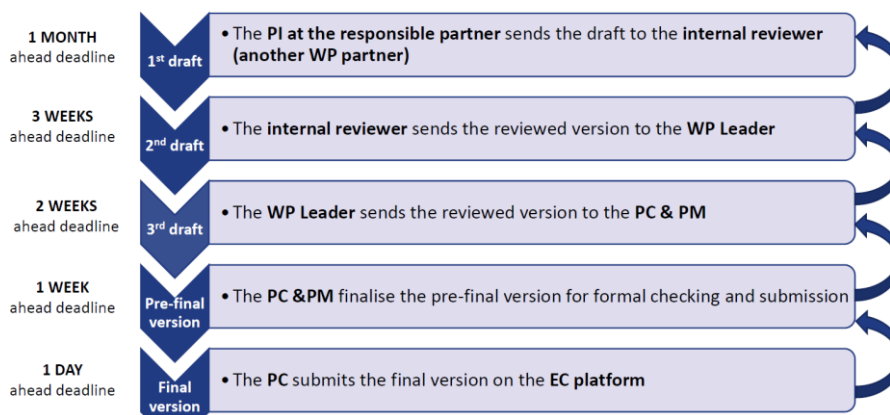 1 MONTH
ahead deadline
1st draft
• The PI at the responsible partner sends the draft to the internal reviewer
(another WP partner)
3 WEEKS
ahead deadline
2nd draft
• The internal reviewer sends the reviewed version to the WP Leader
2 WEEKS
ahead deadline
3rd draft
• The WP Leader sends the reviewed version to the PC & PM
1 WEEK
ahead deadline
Pre-final
version
• The PC &PM finalise the pre-final version for formal checking and submission
1 DAY
ahead deadline
Final
version
• The PC submits the final version on the EC platform